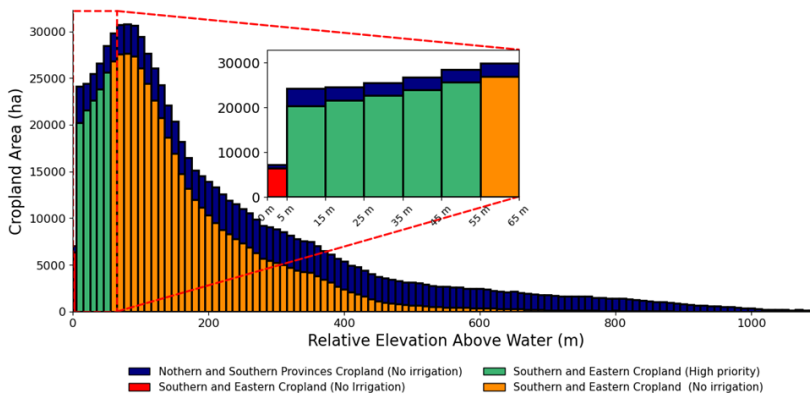 30000
25000
20000
15000
10000
5000
0
Cropland Area (ha)
30000
20000
10000
0
0 m
5 m
15 m
25 m
35 m
45 m
55 m
65 m
0
200
400
600
800
1000
Relative Elevation Above Water (m)
Nothern and Southern Provinces Cropland (No irrigation)
Southern and Eastern Cropland (No Irrigation)
Southern and Eastern Cropland (High priority)
Southern and Eastern Cropland (No irrigation)